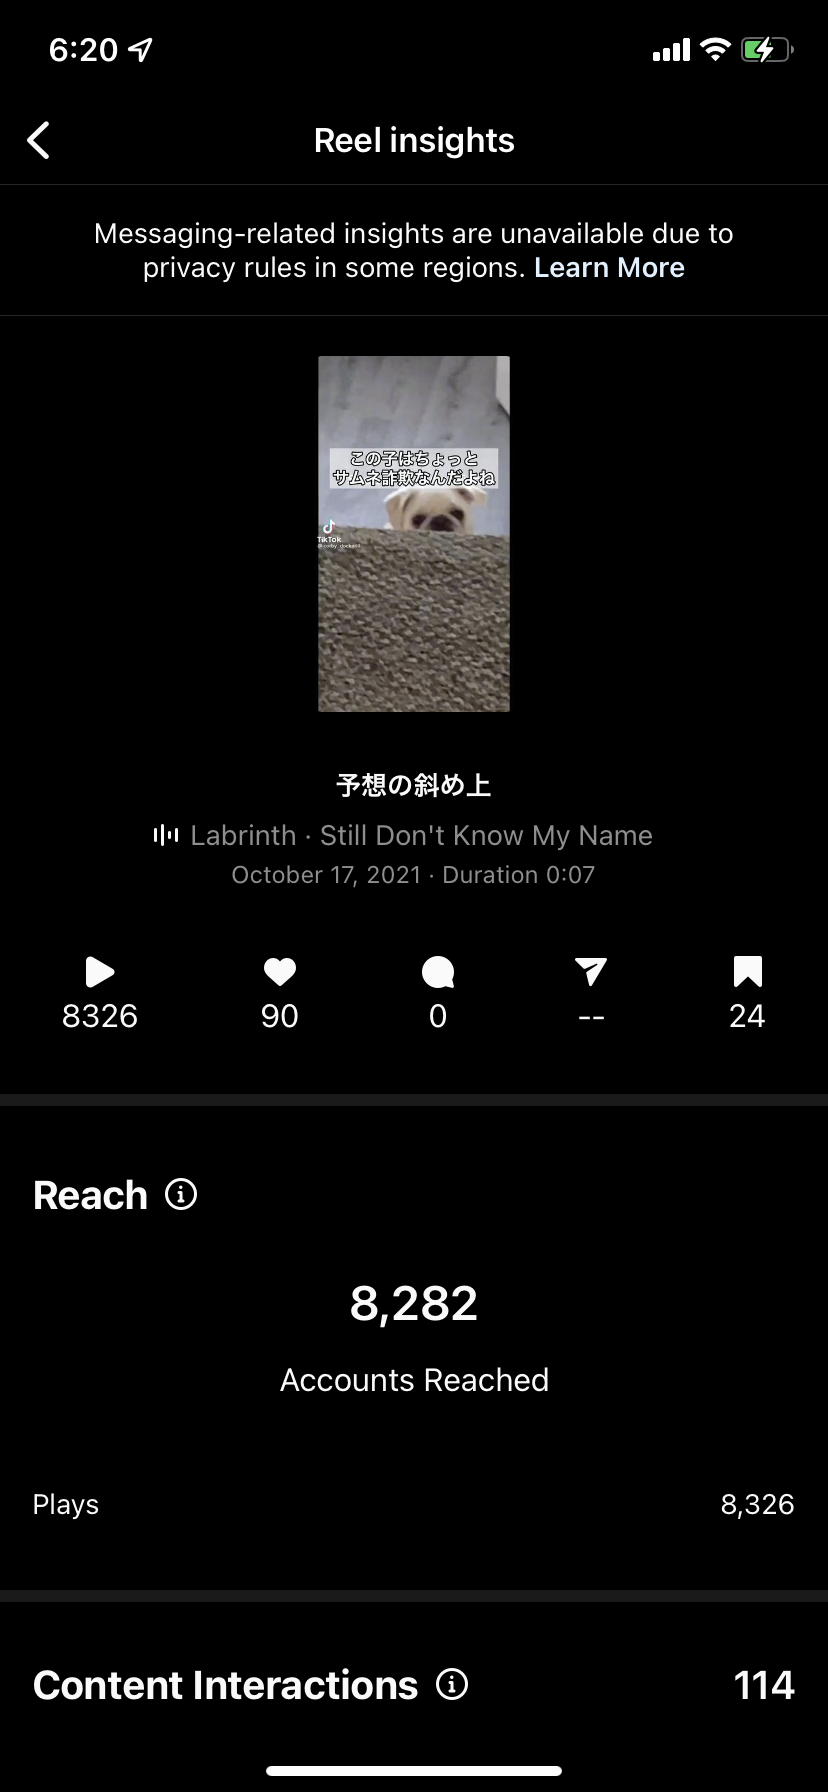 6:20
Reel insights
Messaging-related insights are unavailable due to
privacy rules in some regions. Learn More
この子はちょっと
サムネ詐欺なんだよね
TikTok
予想の斜め上
Labrinth · Still Don't Know My Name
October 17, 2021 · Duration 0:07
8326 90 0 -- 24
Reach
8,282
Accounts Reached
Plays 8,326
Content Interactions 114